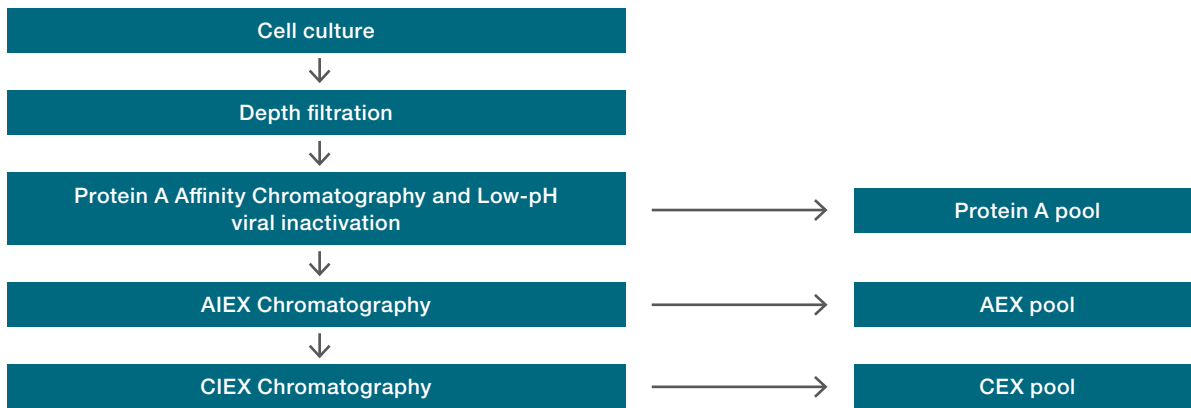 Cell culture
Depth filtration
Protein A Affinity Chromatography and Low-pH
viral inactivation
Protein A pool
AIEX Chromatography
AEX pool
CIEX Chromatography
CEX pool